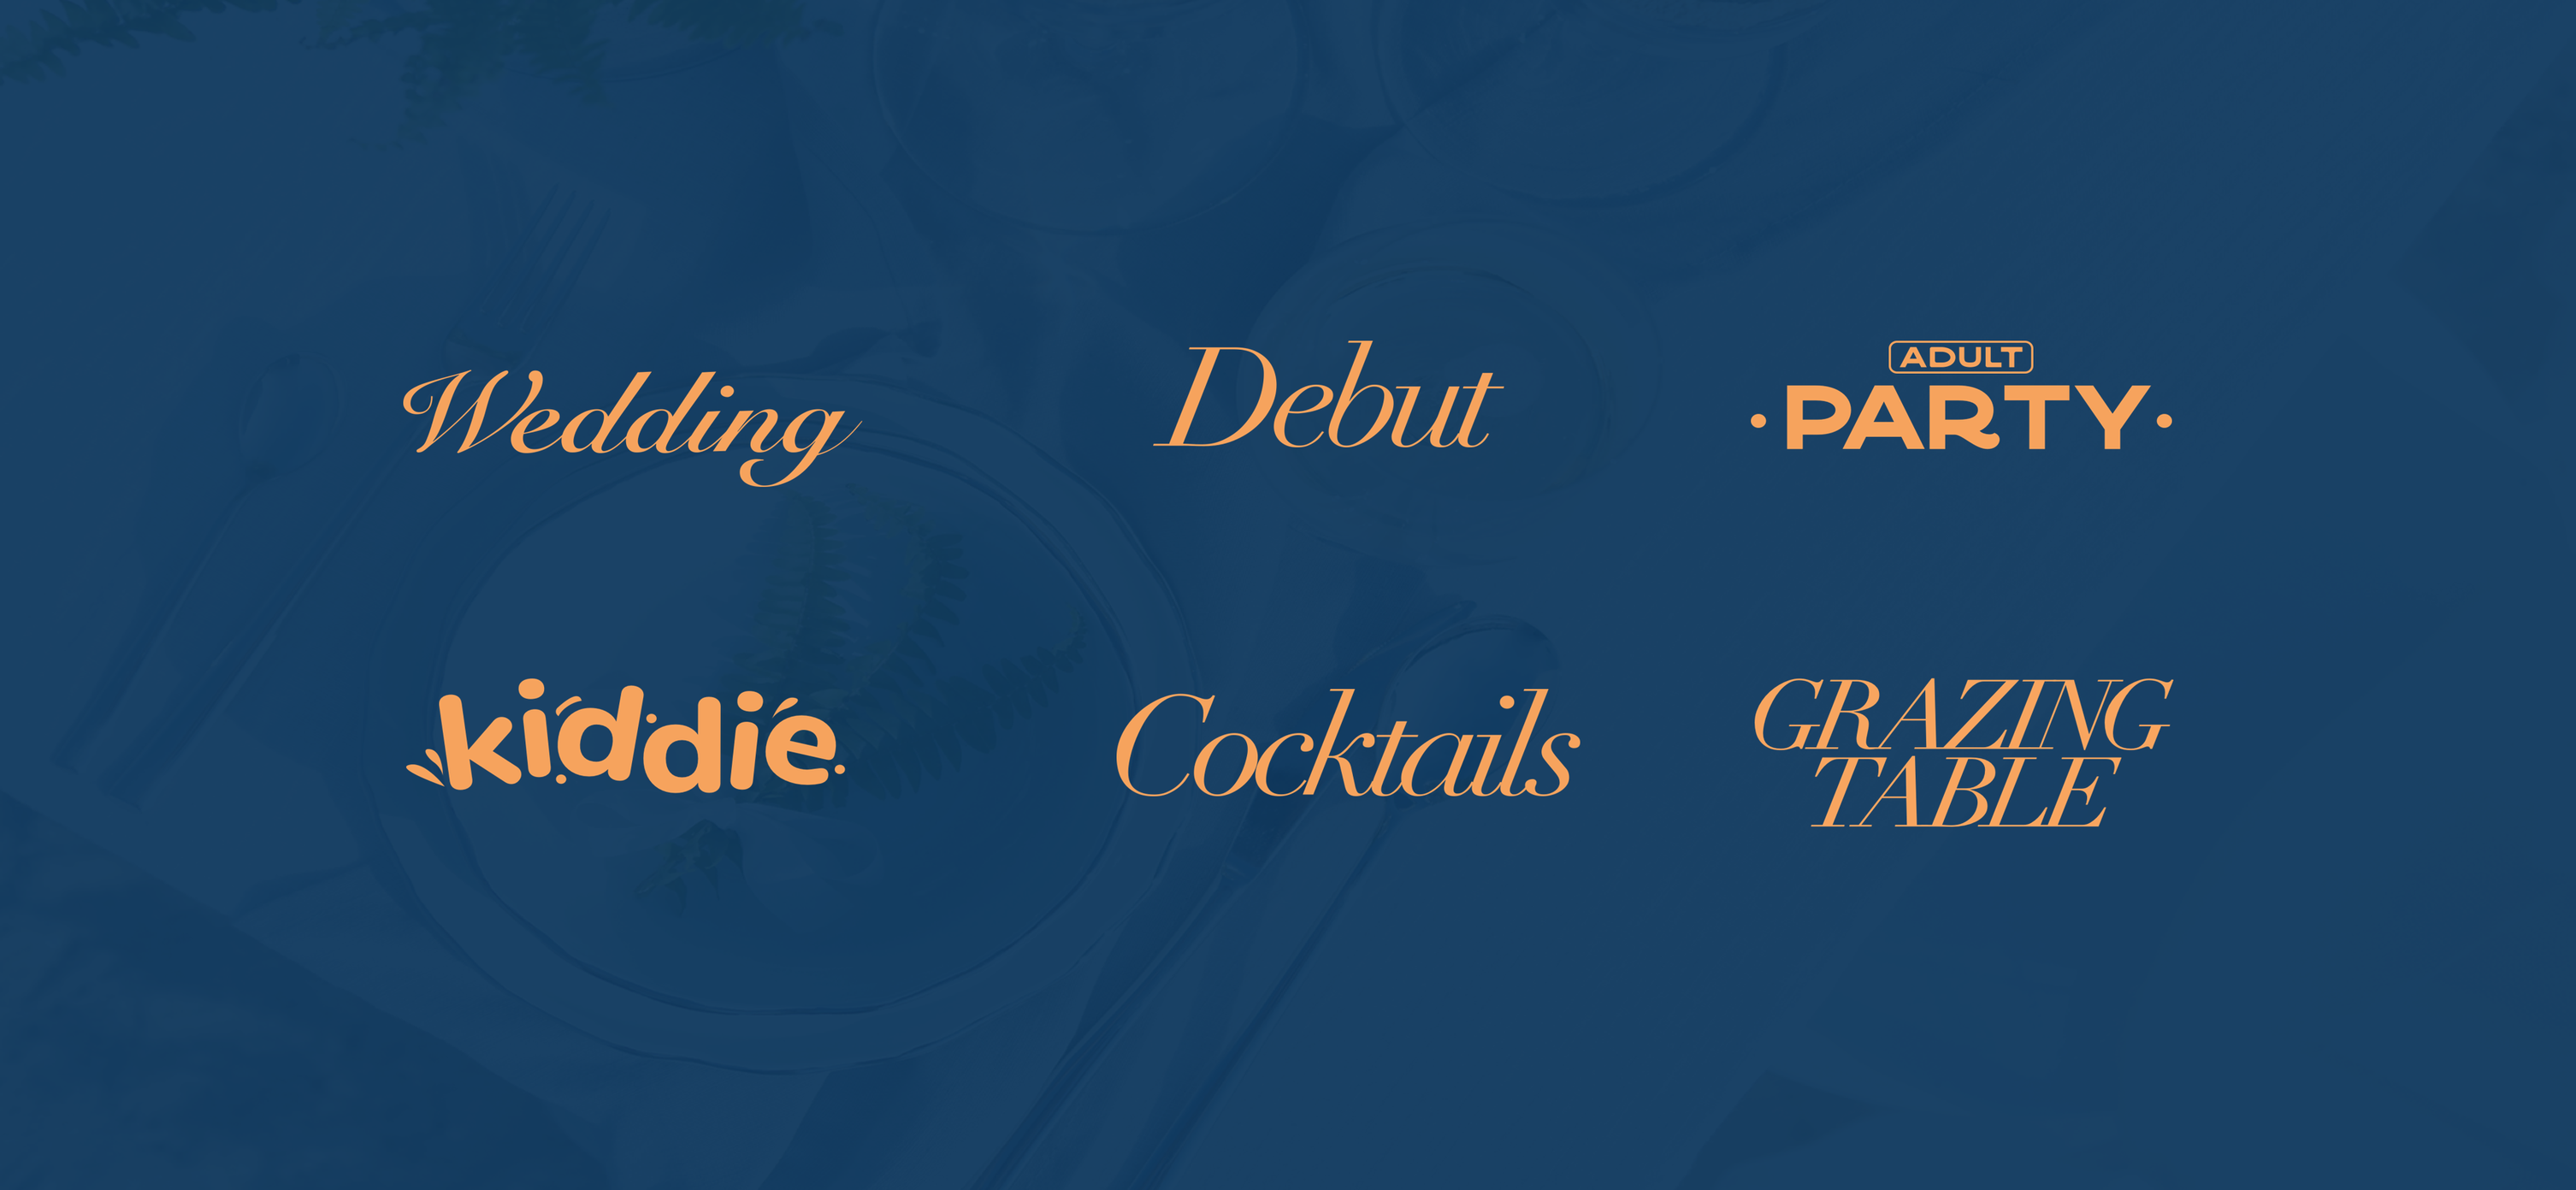 Wedding
Debut
ADULT
• PARTY •
kiddie
Cocktails
GRAZING
TABLE